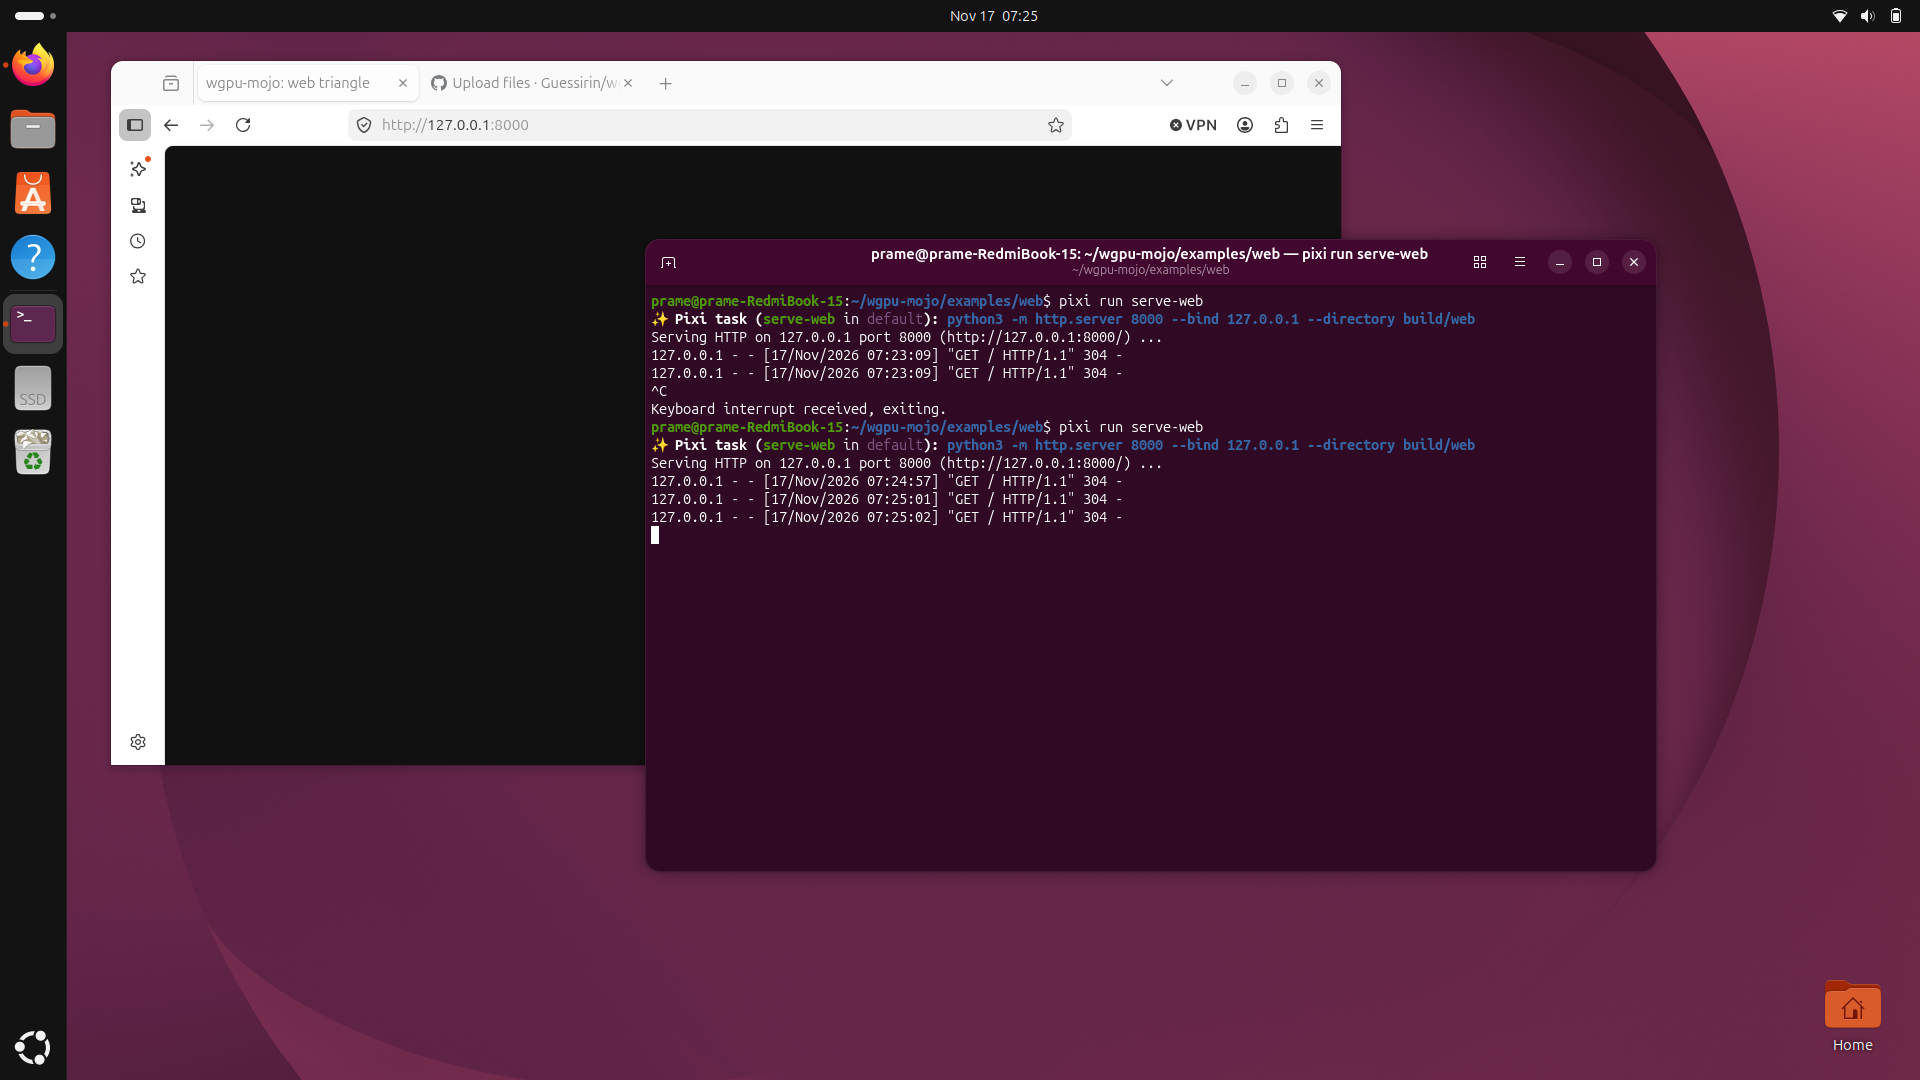 Nov 17 07:25
wgpu-mojo: web triangle
Upload files · Guessirin/w
http://127.0.0.1:8000
VPN
prame@prame-RedmiBook-15: ~/wgpu-mojo/examples/web — pixi run serve-web
~/wgpu-mojo/examples/web
prame@prame-RedmiBook-15:~/wgpu-mojo/examples/web$ pixi run serve-web
✨ Pixi task (serve-web in default): python3 -m http.server 8000 --bind 127.0.0.1 --directory build/web
Serving HTTP on 127.0.0.1 port 8000 (http://127.0.0.1:8000/) ...
127.0.0.1 - - [17/Nov/2026 07:23:09] "GET / HTTP/1.1" 304 -
127.0.0.1 - - [17/Nov/2026 07:23:09] "GET / HTTP/1.1" 304 -
^C
Keyboard interrupt received, exiting.
prame@prame-RedmiBook-15:~/wgpu-mojo/examples/web$ pixi run serve-web
✨ Pixi task (serve-web in default): python3 -m http.server 8000 --bind 127.0.0.1 --directory build/web
Serving HTTP on 127.0.0.1 port 8000 (http://127.0.0.1:8000/) ...
127.0.0.1 - - [17/Nov/2026 07:24:57] "GET / HTTP/1.1" 304 -
127.0.0.1 - - [17/Nov/2026 07:25:01] "GET / HTTP/1.1" 304 -
127.0.0.1 - - [17/Nov/2026 07:25:02] "GET / HTTP/1.1" 304 -
SSD
Home